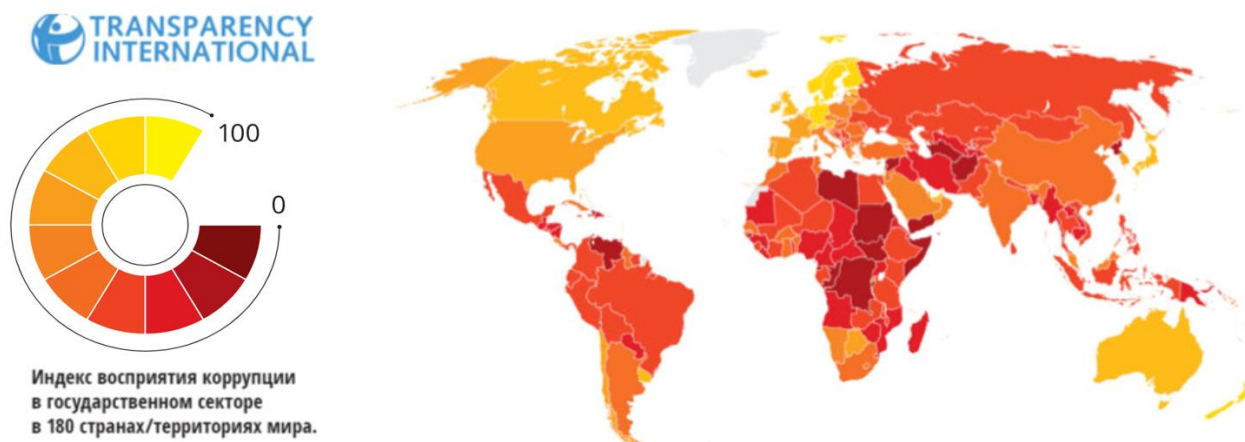 TRANSPARENCY
INTERNATIONAL
100
0
Индекс восприятия коррупции
в государственном секторе
в 180 странах/территориях мира.